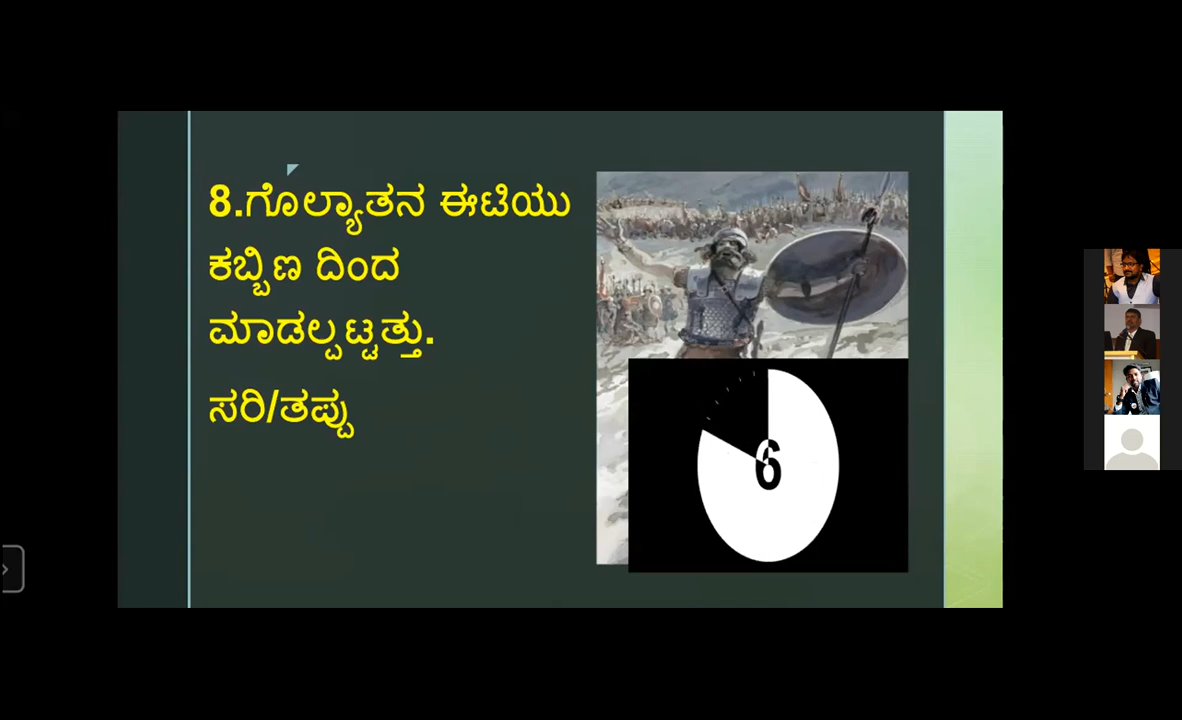 8.ಗೊಲ್ಯಾತನ ಈಟಿಯು
ಕಬ್ಬಿಣ ದಿಂದ
ಮಾಡಲ್ಪಟ್ಟತ್ತು.
ಸರಿ/ತಪ್ಪು
6